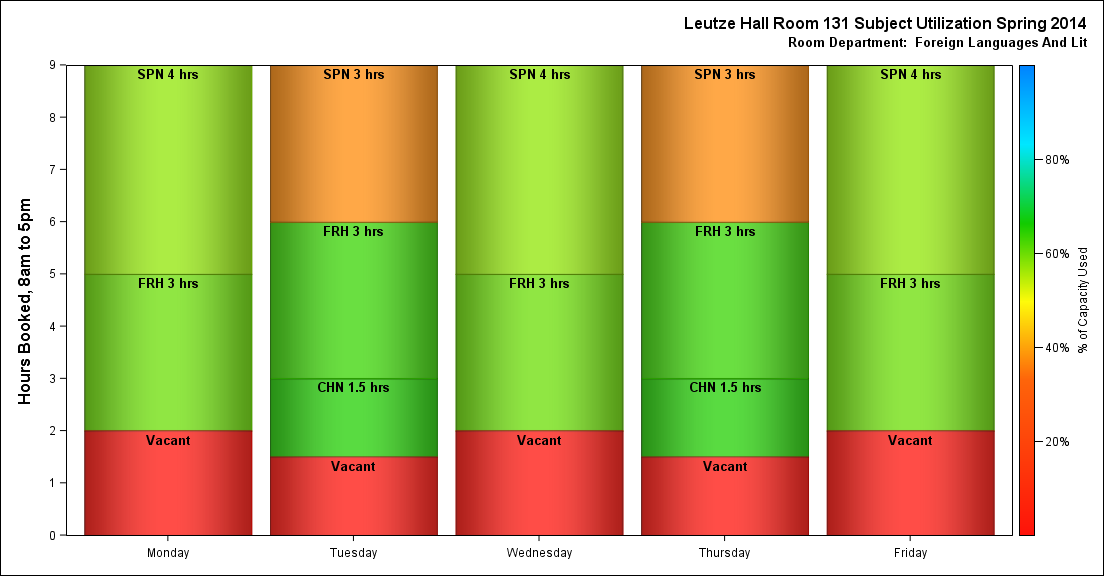 Leutze Hall Room 131 Subject Utilization Spring 2014
Room Department:  Foreign Languages And Lit
Hours Booked, 8am to 5pm
9
8
7
6
5
4
3
2
1
0
SPN 4 hrs
FRH 3 hrs
Vacant
SPN 3 hrs
FRH 3 hrs
CHN 1.5 hrs
Vacant
SPN 4 hrs
FRH 3 hrs
Vacant
SPN 3 hrs
FRH 3 hrs
CHN 1.5 hrs
Vacant
SPN 4 hrs
FRH 3 hrs
Vacant
Monday
Tuesday
Wednesday
Thursday
Friday
80%
60%
40%
20%
% of Capacity Used